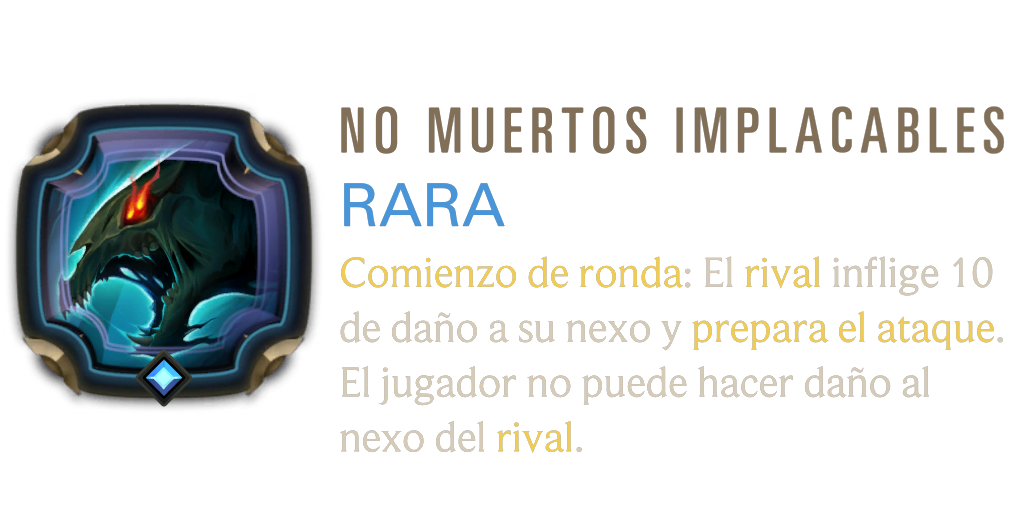 NO MUERTOS IMPLACABLES
RARA
Comienzo de ronda: El rival inflige 10
de daño a su nexo y prepara el ataque.
El jugador no puede hacer daño al
nexo del rival.